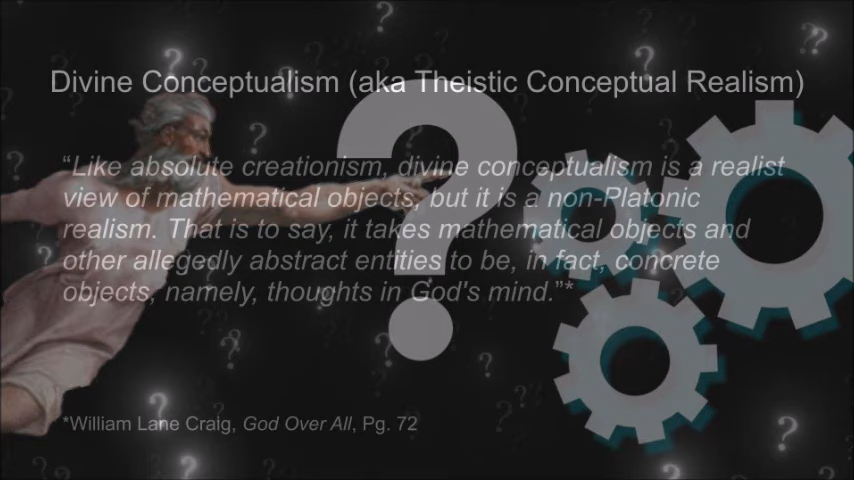 Divine Conceptualism (aka Theistic Conceptual Realism)
“Like absolute creationism, divine conceptualism is a realist
view of mathematical objects, but it is a non-Platonic
realism. That is to say, it takes mathematical objects and
other allegedly abstract entities to be, in fact, concrete
objects, namely, thoughts in God's mind.”*
*William Lane Craig, God Over All, Pg. 72